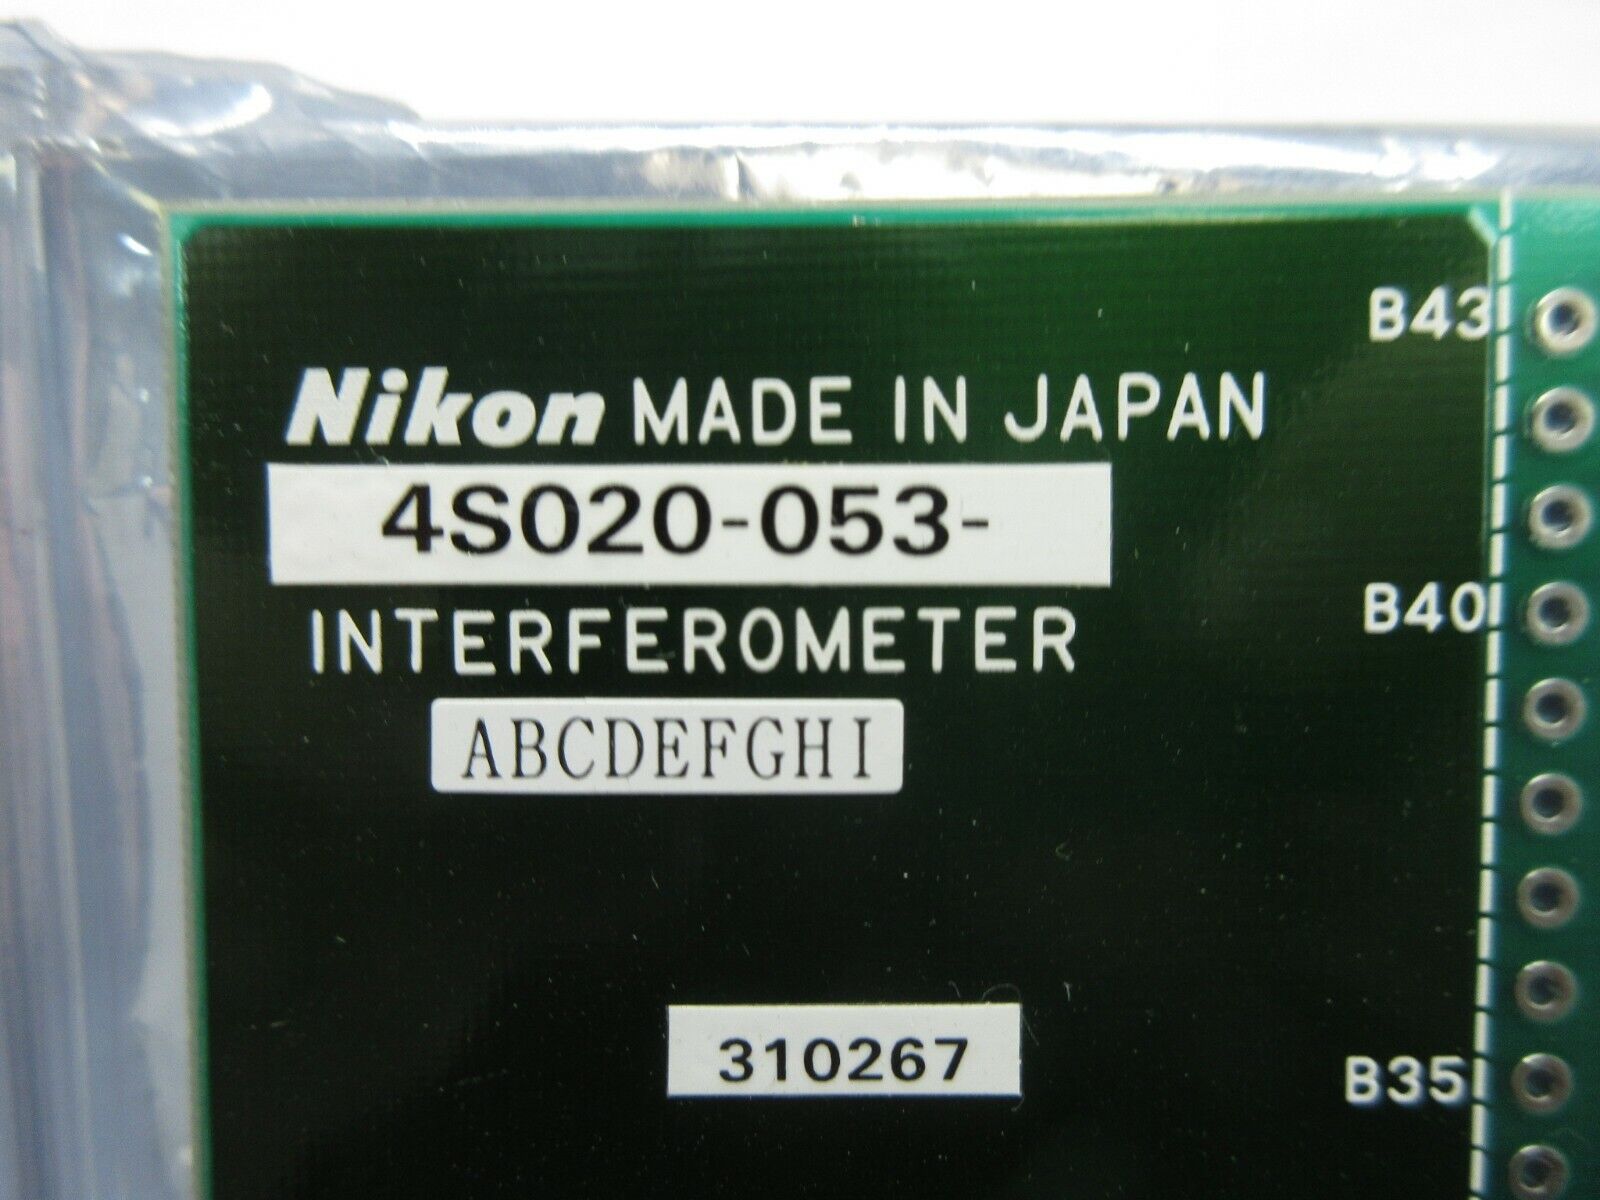 B43
Nikon MADE IN JAPAN
4S020-053-
B40
INTERFEROMETER
ABCDEFGHI
310267
B35